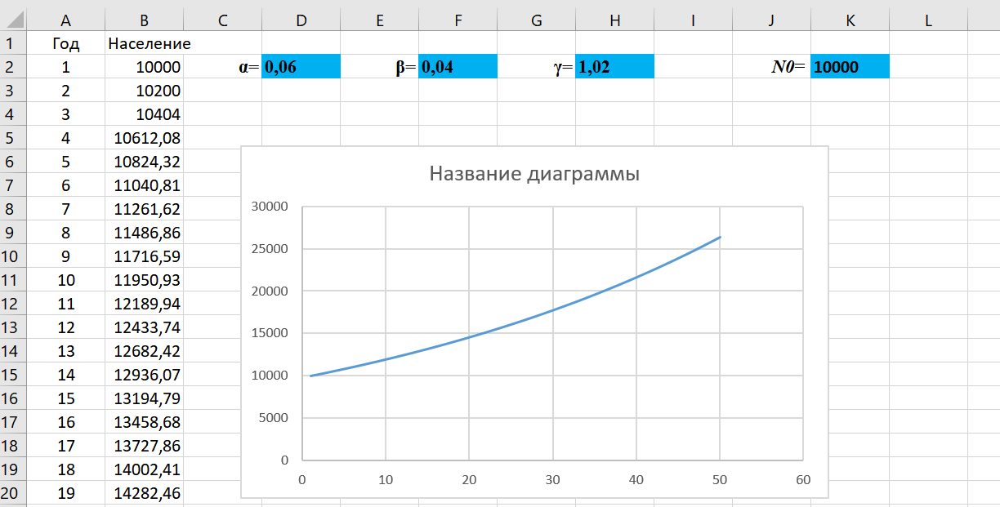 A B C D E F G H I J K L
1 Год Население
2 1 10000 α= 0,06 β= 0,04 γ= 1,02 N0= 10000
3 2 10200
4 3 10404
5 4 10612,08
6 5 10824,32
7 6 11040,81
8 7 11261,62
9 8 11486,86
10 9 11716,59
11 10 11950,93
12 11 12189,94
13 12 12433,74
14 13 12682,42
15 14 12936,07
16 15 13194,79
17 16 13458,68
18 17 13727,86
19 18 14002,41
20 19 14282,46
Название диаграммы
30000
25000
20000
15000
10000
5000
0
0 10 20 30 40 50 60